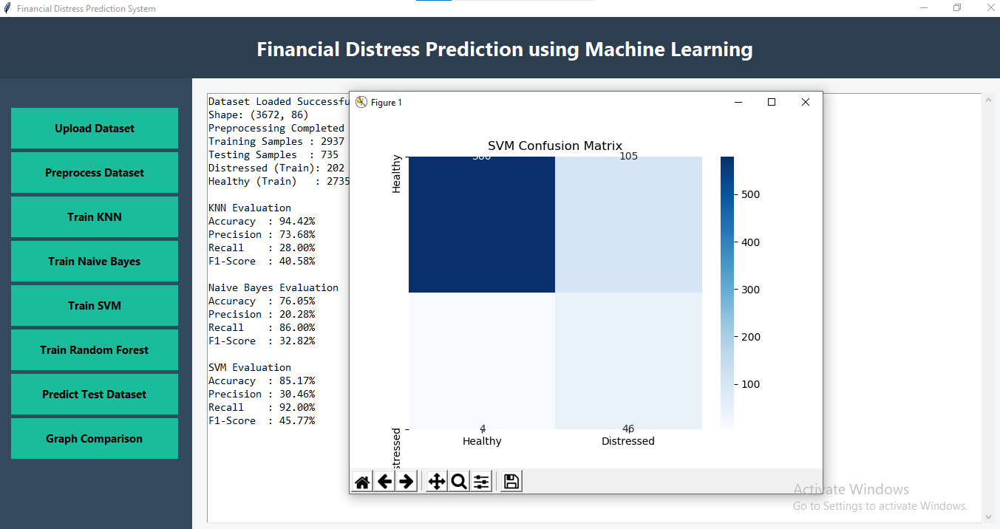 Financial Distress Prediction System
Financial Distress Prediction using Machine Learning
Upload Dataset
Preprocess Dataset
Train KNN
Train Naive Bayes
Train SVM
Train Random Forest
Predict Test Dataset
Graph Comparison
Dataset Loaded
Shape: (3672, 86)
Preprocessing Completed
Training Samples : 2937
Testing Samples : 735
Distressed (Train): 202
Healthy (Train) : 2735
KNN Evaluation
Accuracy : 94.42%
Precision : 73.68%
Recall : 28.00%
F1-Score : 40.58%
Naive Bayes Evaluation
Accuracy : 76.05%
Precision : 20.28%
Recall : 86.00%
F1-Score : 32.82%
SVM Evaluation
Accuracy : 85.17%
Precision : 30.46%
Recall : 92.00%
F1-Score : 45.77%
Figure 1
SVM Confusion Matrix
Healthy
105
4
46
Healthy
Distressed
500
400
300
200
100
Activate Windows
Go to Settings to activate Windows.